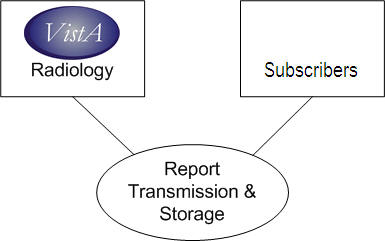 VistA
Radiology
Subscribers
Report
Transmission &
Storage